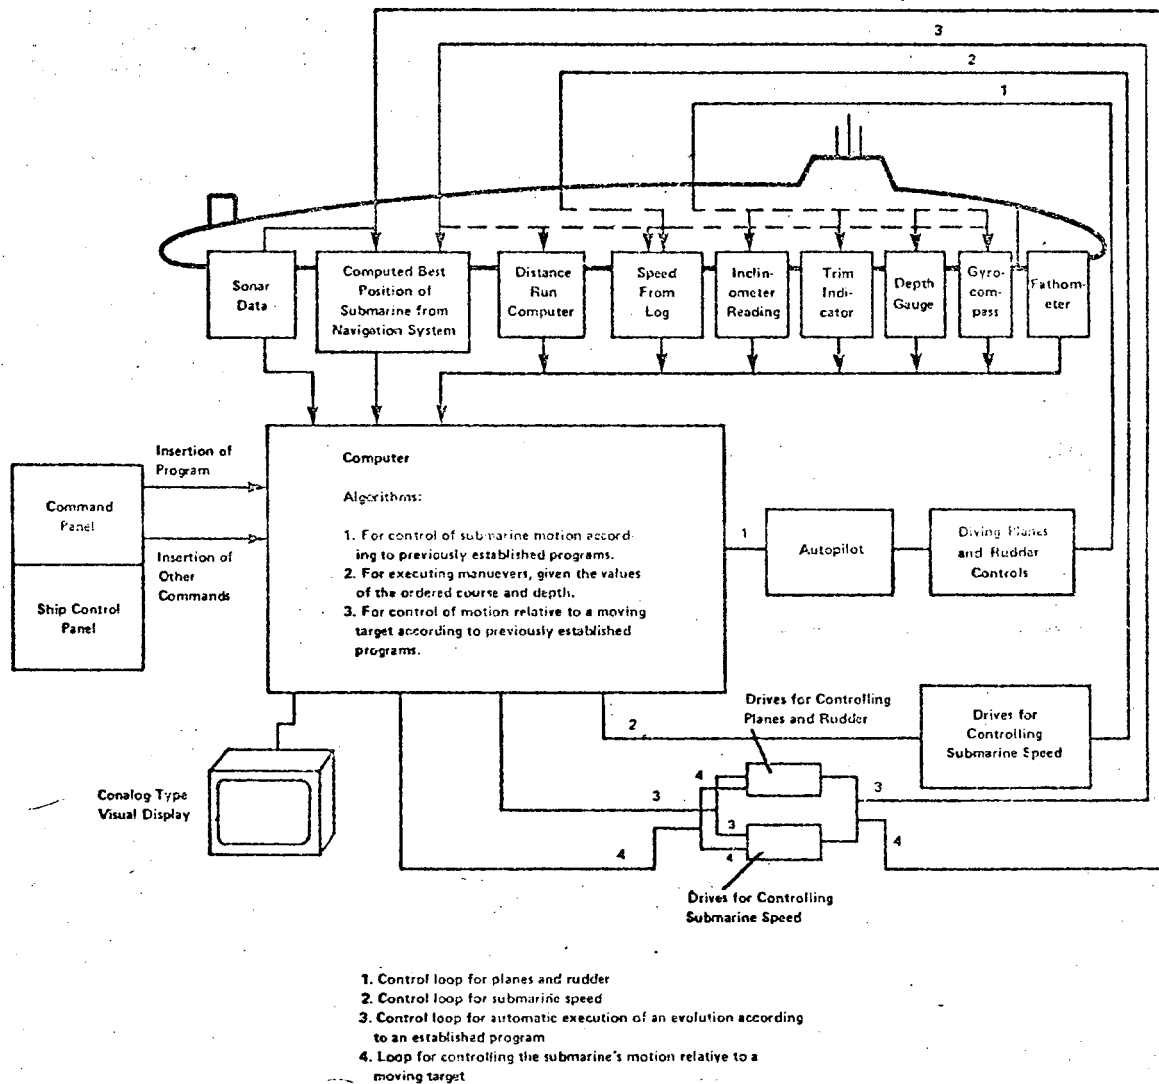 3
2
1
Sonar
Data
Computed Best
Position of
Submarine from
Navigation System
Distance
Run
Computer
Speed
From
Log
Inclin-
ometer
Reading
Trim
Indi-
cator
Depth
Gauge
Gyro-
com-
pass
Fathom-
eter
Insertion of
Program
Command
Panel
Insertion of
Other
Commands
Ship Control
Panel
Computer
Algorithms:
1. For control of submarine motion accord-
ing to previously established programs.
2. For executing manuevers, given the values
of the ordered course and depth.
3. For control of motion relative to a moving
target according to previously established
programs.
1
Autopilot
Diving Planes
and Rudder
Controls
Drives for Controlling
Planes and Rudder
2
Drives for
Controlling
Submarine Speed
Conalog Type
Visual Display
4
3
3
3
4
4
4
Drives for Controlling
Submarine Speed
1. Control loop for planes and rudder
2. Control loop for submarine speed
3. Control loop for automatic execution of an evolution according
to an established program
4. Loop for controlling the submarine's motion relative to a
moving target